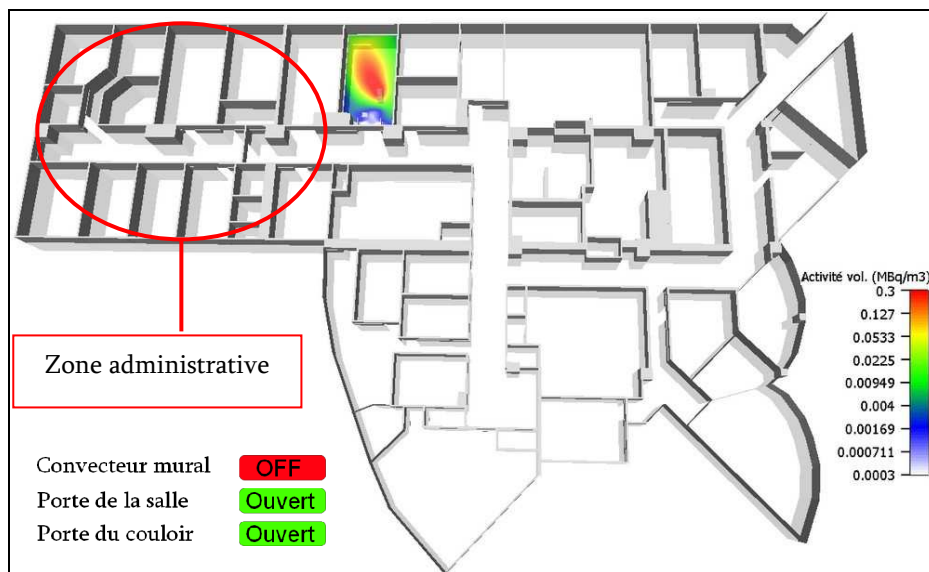 Activité vol. (MBq/m3)
0.3
0.127
0.0533
0.0225
0.00949
0.004
0.00169
0.000711
0.0003
Zone administrative
Convecteur mural OFF
Porte de la salle Ouvert
Porte du couloir Ouvert